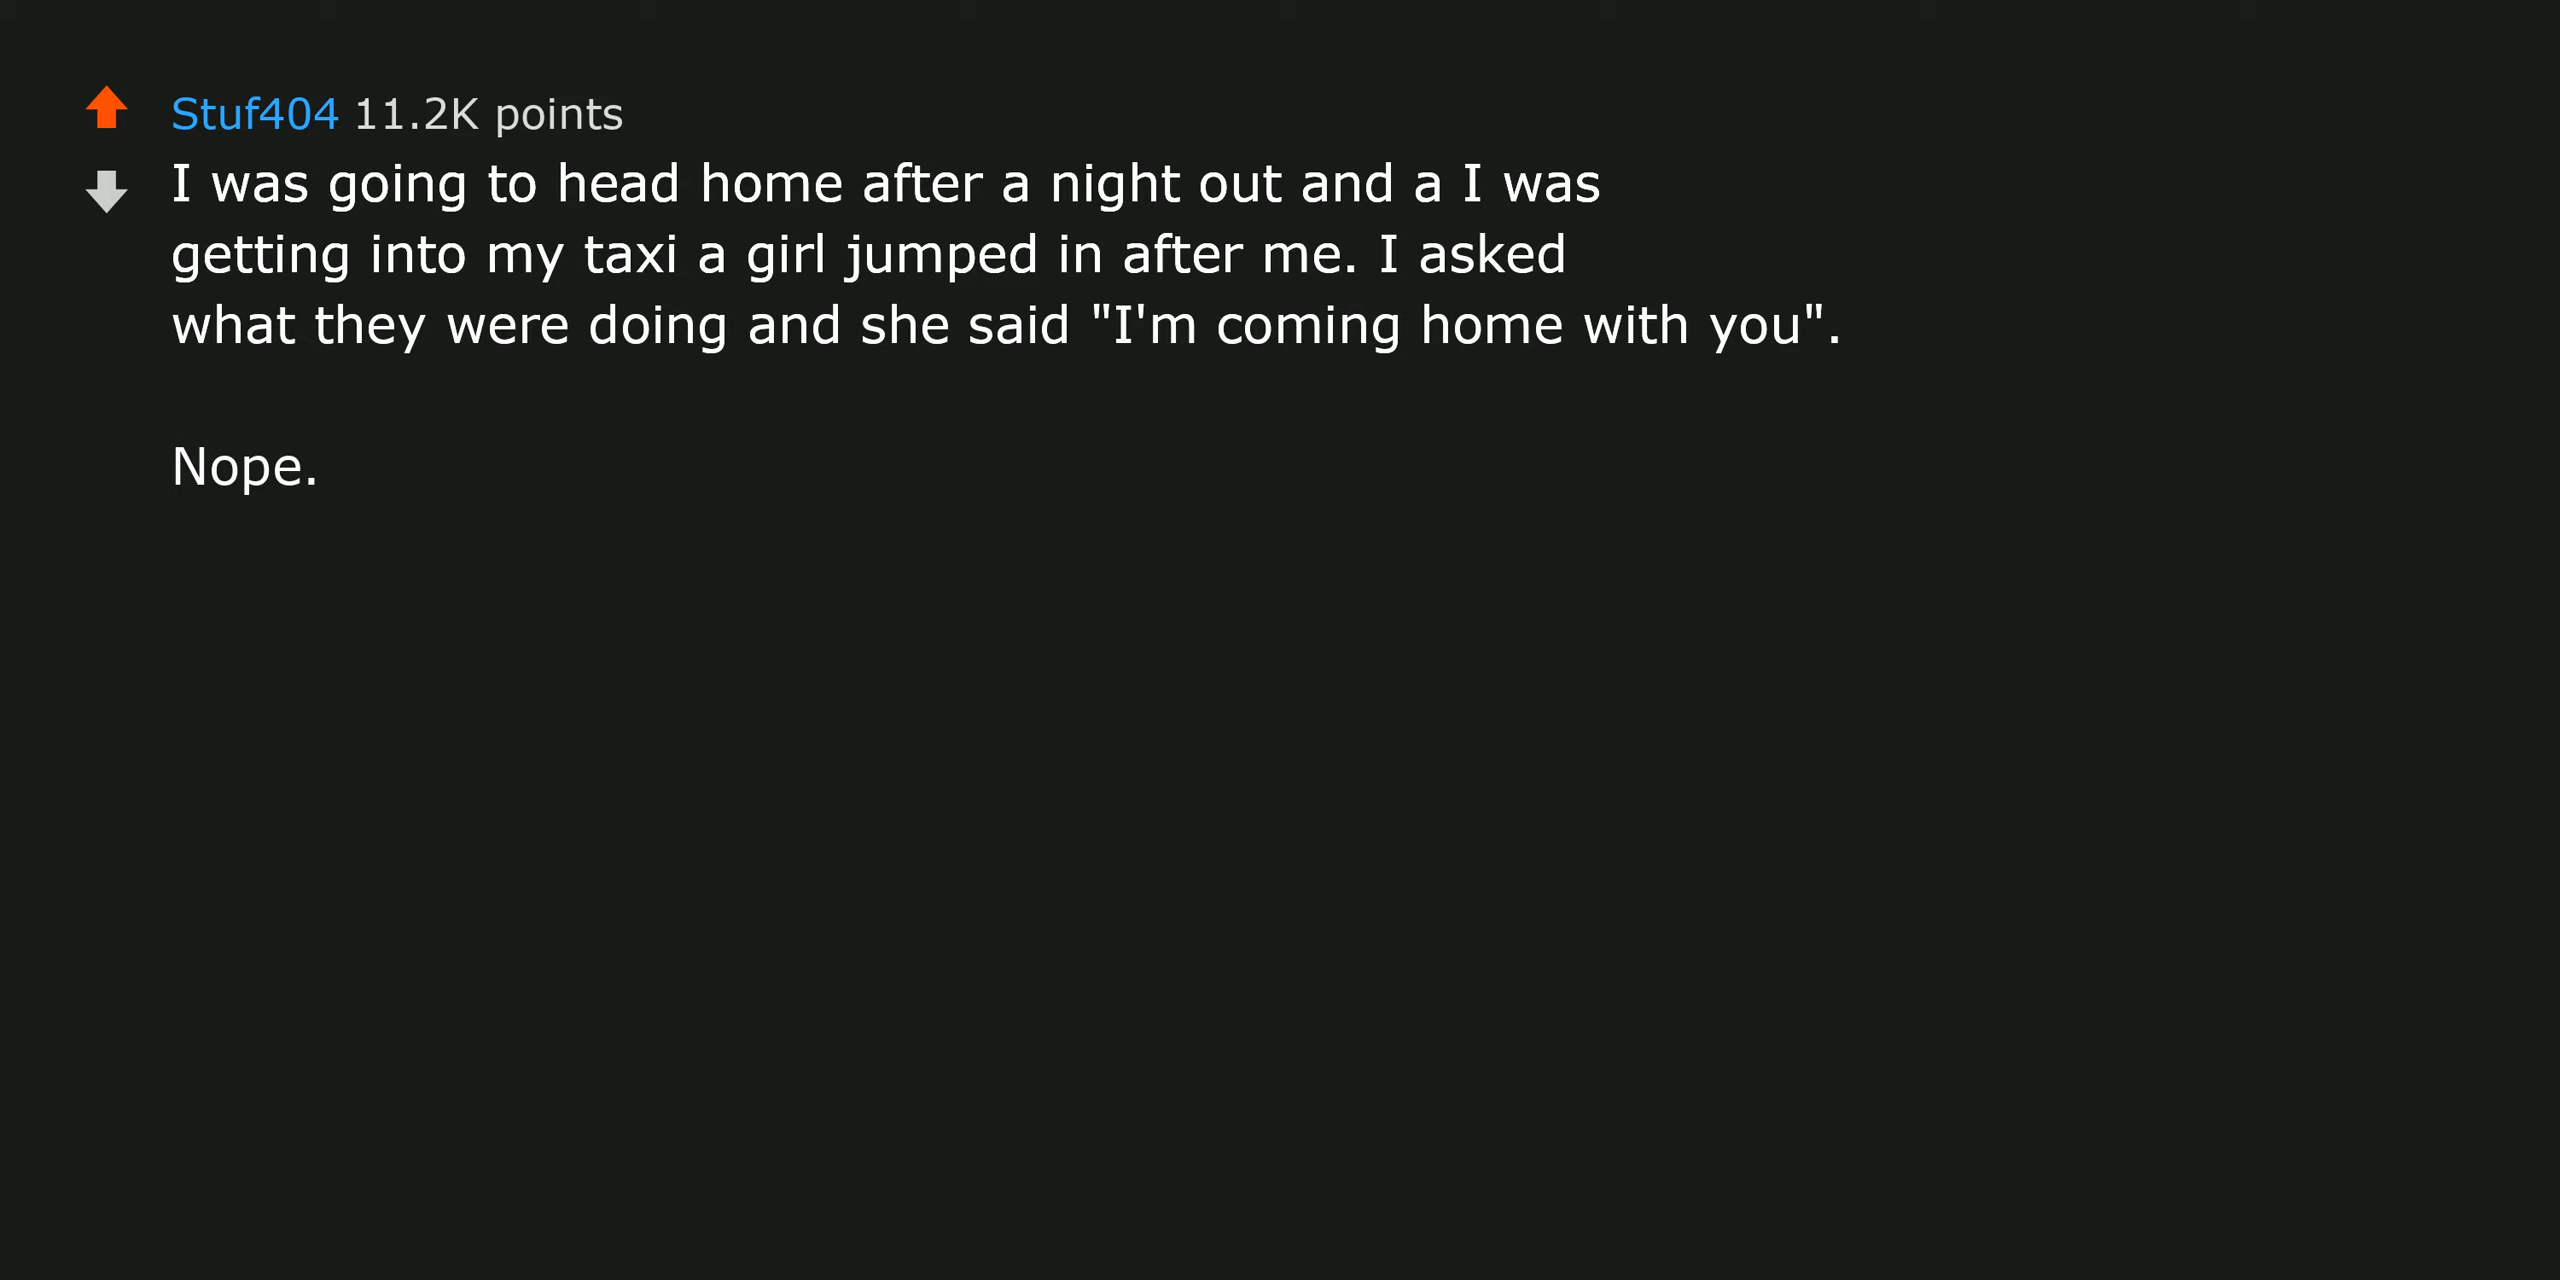 Stuf404 11.2K points
I was going to head home after a night out and a I was
getting into my taxi a girl jumped in after me. I asked
what they were doing and she said "I'm coming home with you".
Nope.